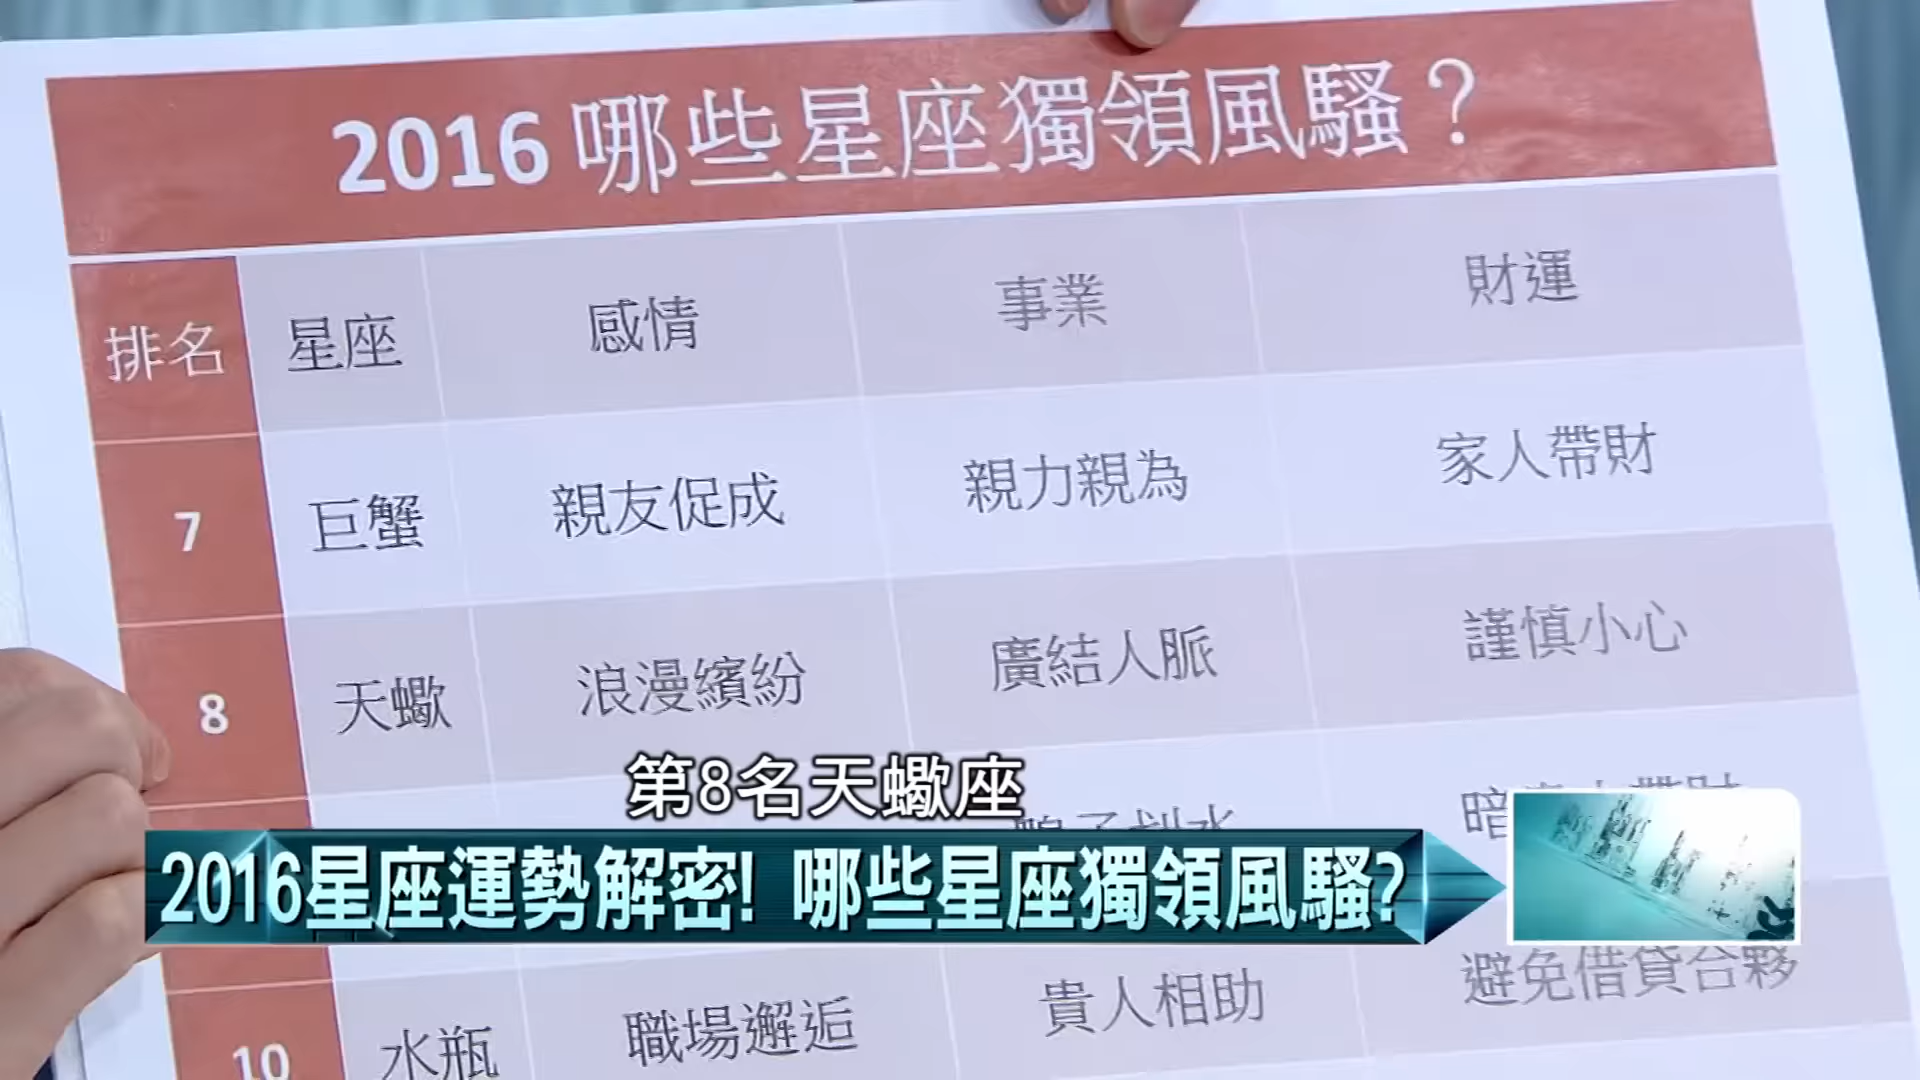 2016 哪些星座獨領風騷？
排名 星座 感情 事業 財運
7 巨蟹 親友促成 親力親為 家人帶財
8 天蠍 浪漫繽紛 廣結人脈 謹慎小心
第8名天蠍座
鴨子划水
2016星座運勢解密! 哪些星座獨領風騷?
10 水瓶 職場邂逅 貴人相助 避免借貸合夥